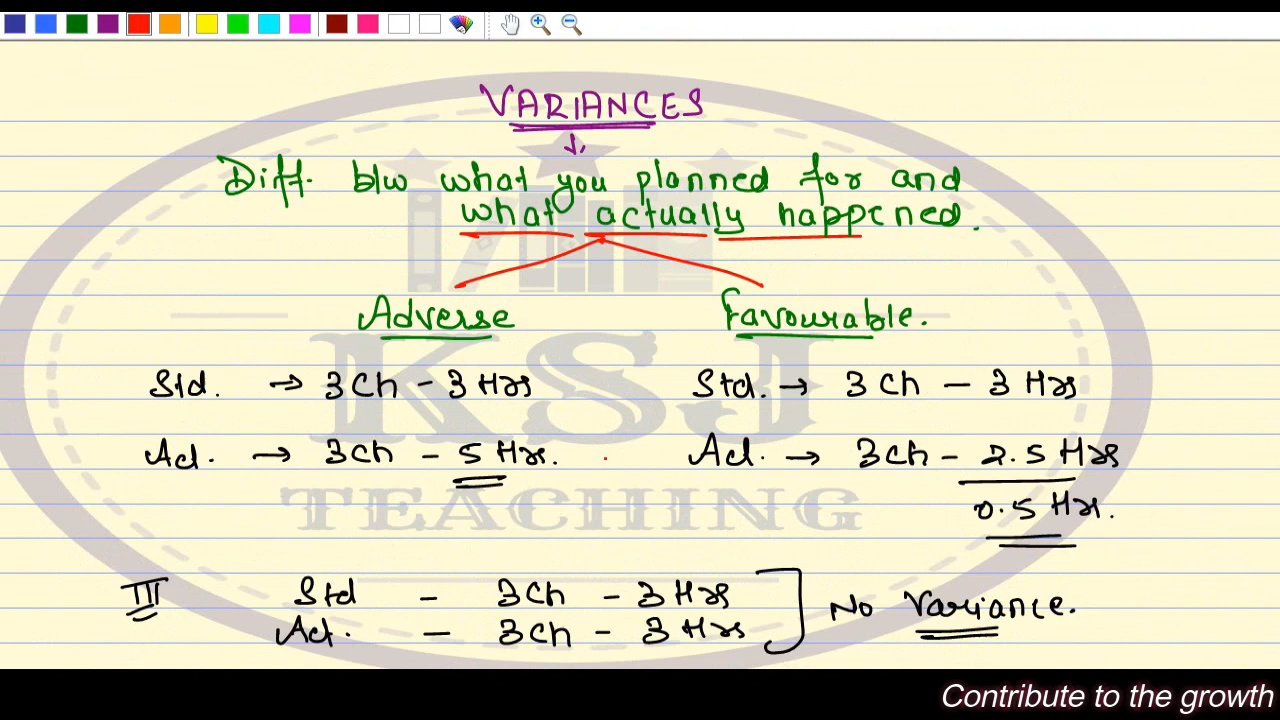 VARIANCES
Diff. b/w what you planned for and
what actually happened.
Adverse
Favourable.
Std. → 3 Ch - 3 Hrs
Std. → 3 Ch - 3 Hrs
Act. → 3 Ch - 5 Hrs.
Act. → 3 Ch - 2.5 Hrs
0.5 Hr.
III Std - 3 Ch - 3 Hrs
Act. - 3 Ch - 3 Hrs
No Variance.
KSJ
TEACHING
Contribute to the growth